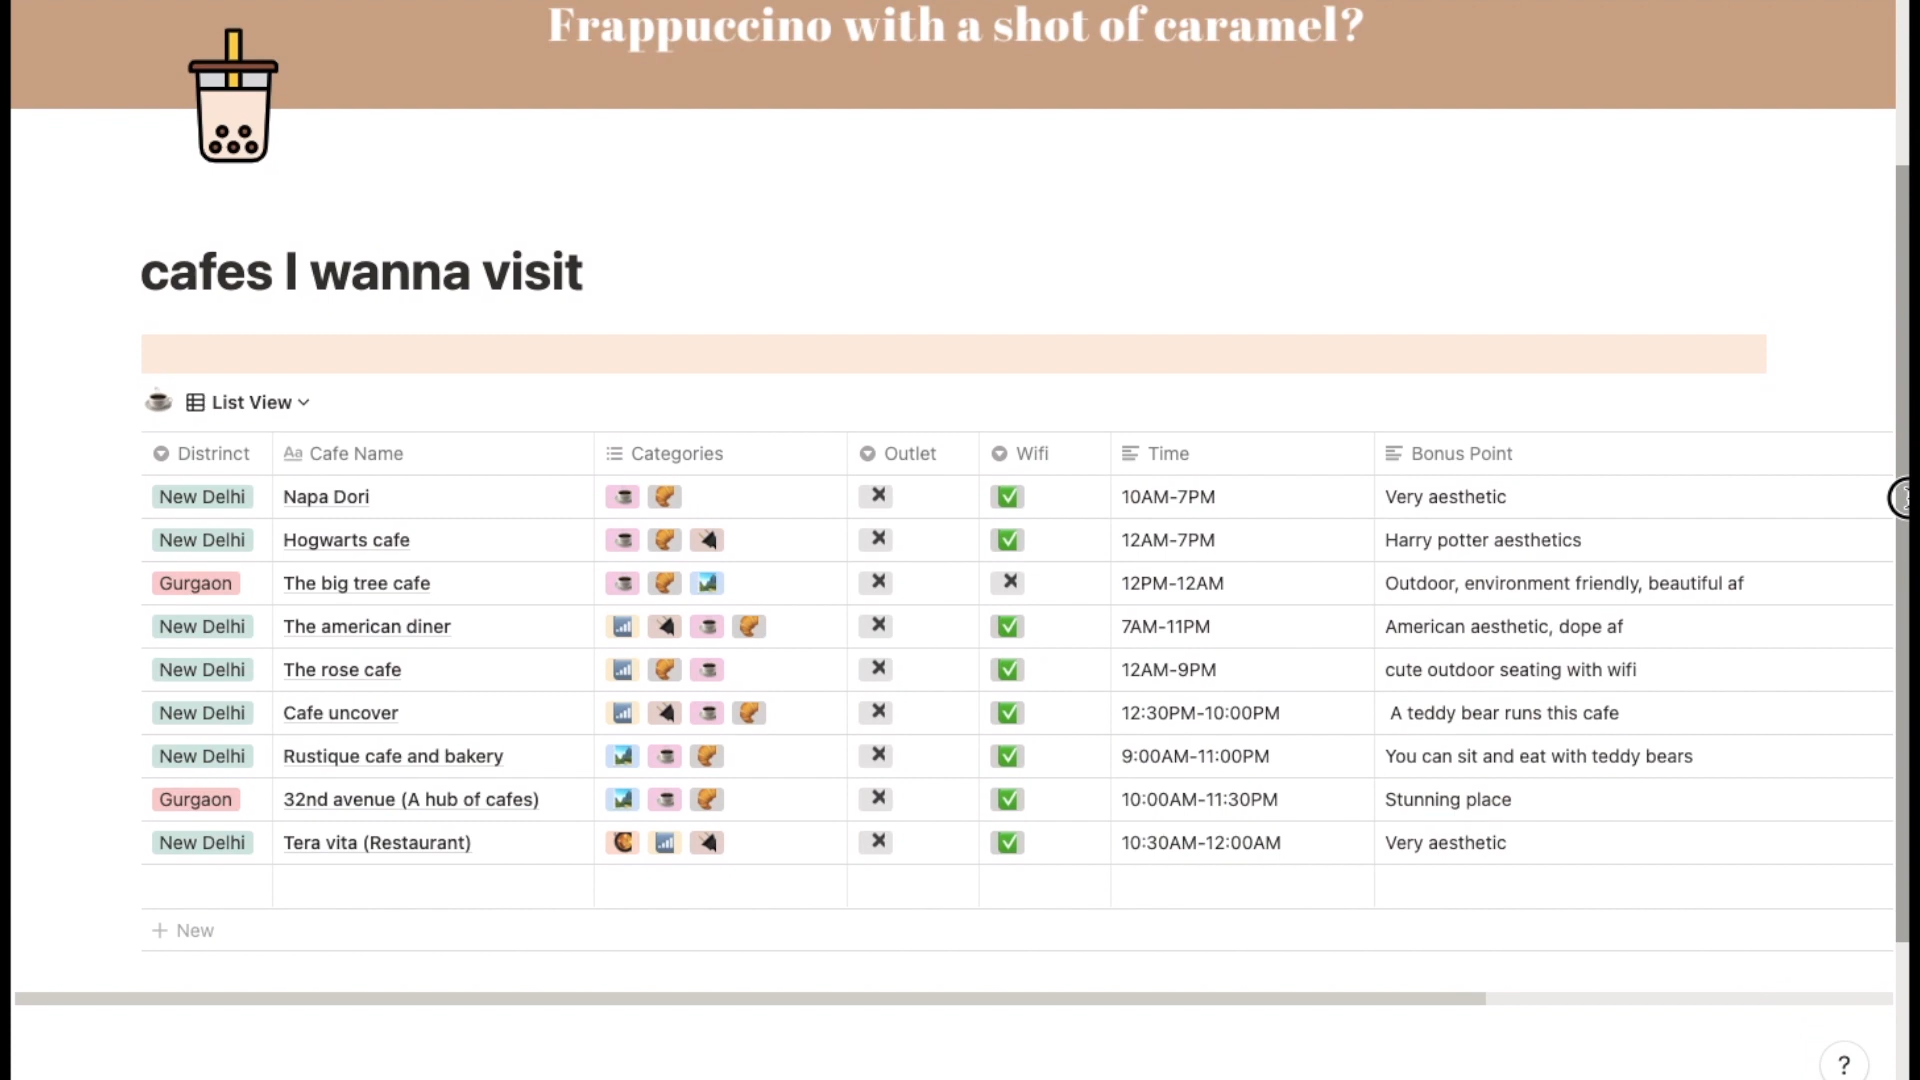 Frappuccino with a shot of caramel?
cafes I wanna visit
List View
Distrinct Cafe Name Categories Outlet Wifi Time Bonus Point
New Delhi Napa Dori 10AM-7PM Very aesthetic
New Delhi Hogwarts cafe 12AM-7PM Harry potter aesthetics
Gurgaon The big tree cafe 12PM-12AM Outdoor, environment friendly, beautiful af
New Delhi The american diner 7AM-11PM American aesthetic, dope af
New Delhi The rose cafe 12AM-9PM cute outdoor seating with wifi
New Delhi Cafe uncover 12:30PM-10:00PM A teddy bear runs this cafe
New Delhi Rustique cafe and bakery 9:00AM-11:00PM You can sit and eat with teddy bears
Gurgaon 32nd avenue (A hub of cafes) 10:00AM-11:30PM Stunning place
New Delhi Tera vita (Restaurant) 10:30AM-12:00AM Very aesthetic
+ New
?